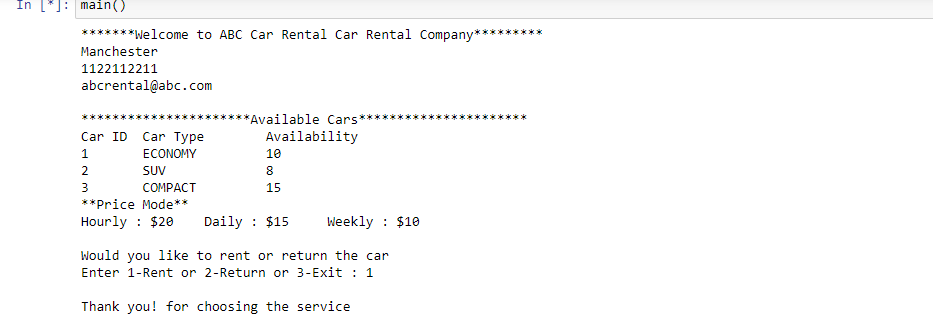 In [*]: main()
*******Welcome to ABC Car Rental Car Rental Company*********
Manchester
1122112211
abcrental@abc.com
**********************Available Cars**********************
Car ID  Car Type        Availability
1       ECONOMY         10
2       SUV             8
3       COMPACT         15
**Price Mode**
Hourly : $20    Daily : $15     Weekly : $10
Would you like to rent or return the car
Enter 1-Rent or 2-Return or 3-Exit : 1
Thank you! for choosing the service